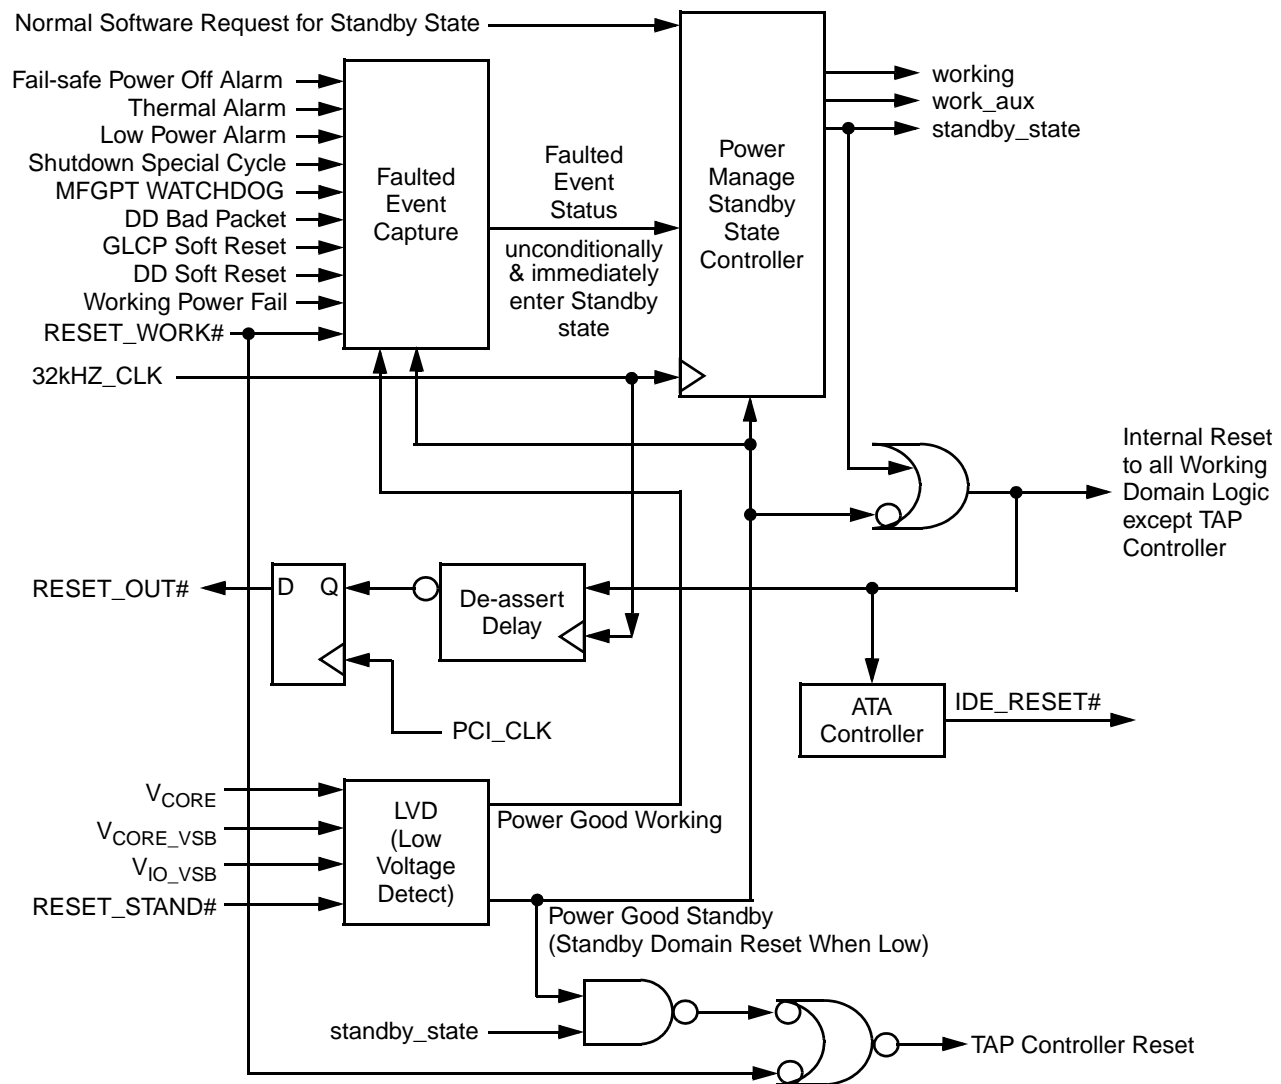 Normal Software Request for Standby State
Fail-safe Power Off Alarm
Thermal Alarm
Low Power Alarm
Shutdown Special Cycle
MFGPT WATCHDOG
DD Bad Packet
GLCP Soft Reset
DD Soft Reset
Working Power Fail
RESET_WORK#
32kHZ_CLK
Faulted
Event
Capture
Faulted
Event
Status
unconditionally
& immediately
enter Standby
state
Power
Manage
Standby
State
Controller
working
work_aux
standby_state
Internal Reset
to all Working
Domain Logic
except TAP
Controller
RESET_OUT#
D Q
De-assert
Delay
PCI_CLK
ATA
Controller
IDE_RESET#
VCORE
VCORE_VSB
VIO_VSB
RESET_STAND#
LVD
(Low
Voltage
Detect)
Power Good Working
Power Good Standby
(Standby Domain Reset When Low)
standby_state
TAP Controller Reset